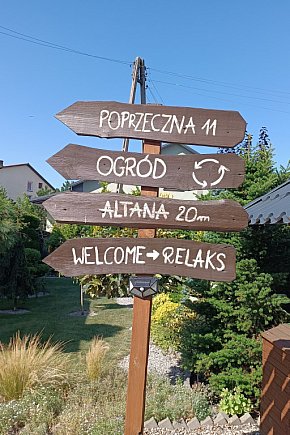 POPRZECZNA 11
OGRÓD
ALTANA 20m
WELCOME→RELAKS